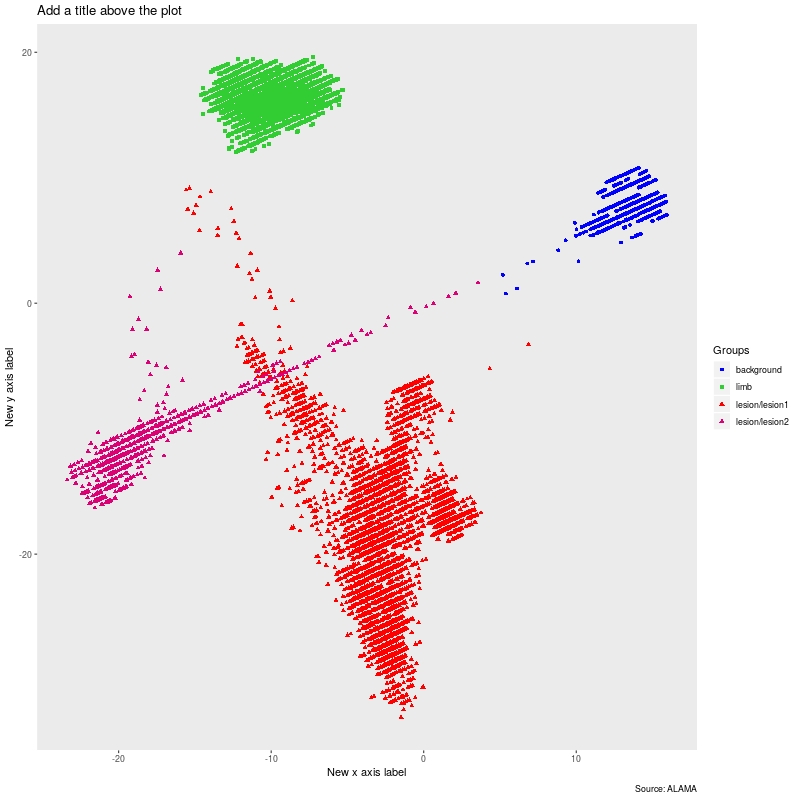 Add a title above the plot
20
0
-20
New y axis label
-20
-10
0
10
New x axis label
Groups
background
limb
lesion/lesion1
lesion/lesion2
Source: ALAMA